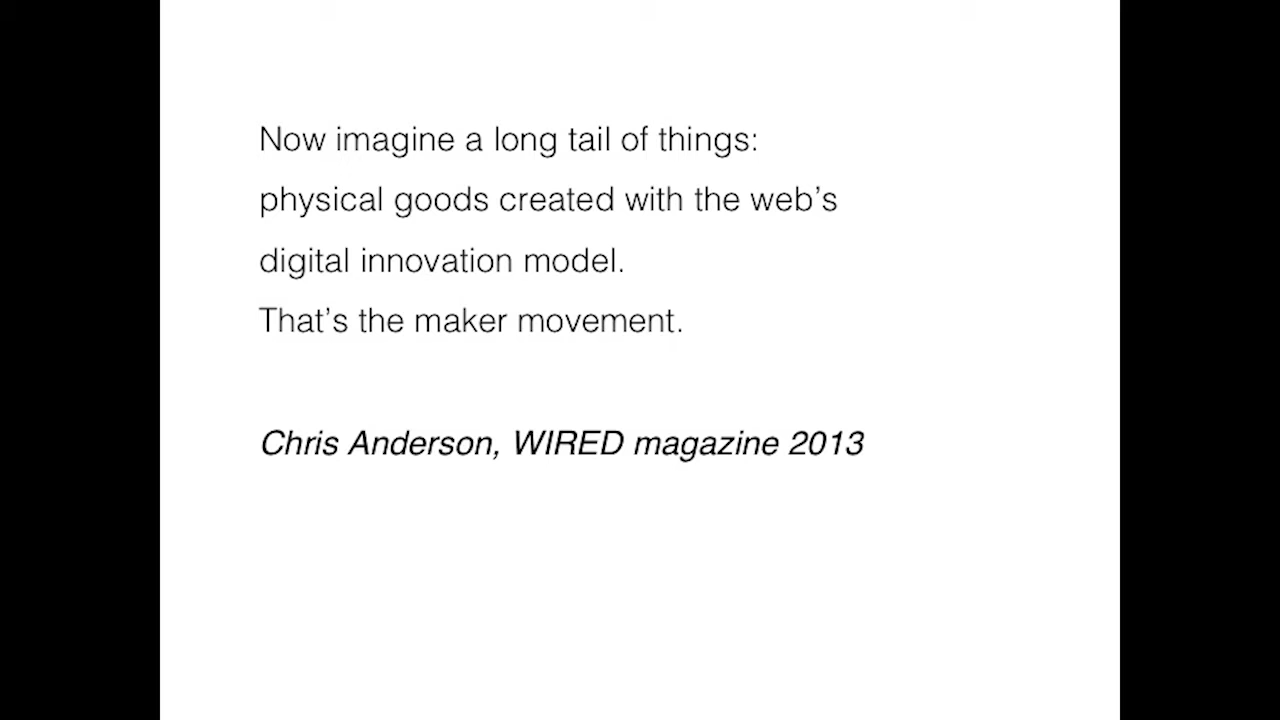 Now imagine a long tail of things:
physical goods created with the web’s
digital innovation model.
That’s the maker movement.
Chris Anderson, WIRED magazine 2013